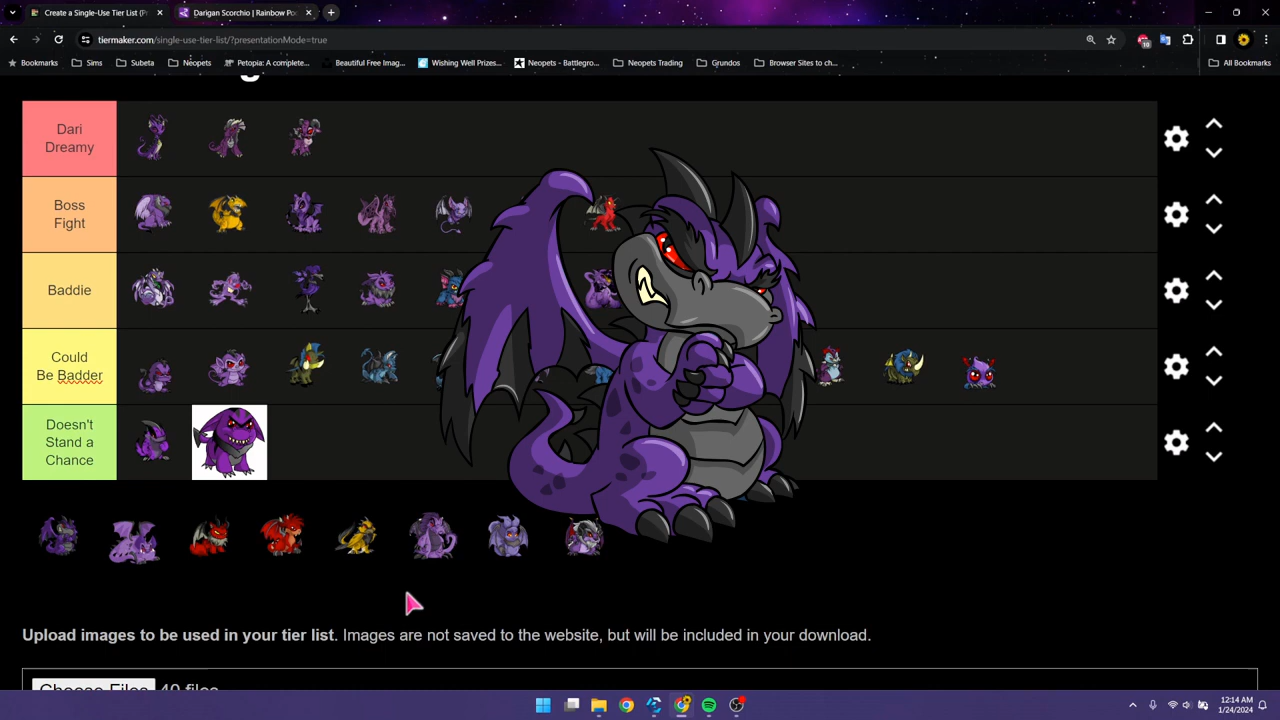 Create a Single-Use Tier List (Pr
Darigan Scorchio | Rainbow Po
tiermaker.com/single-use-tier-list/?presentationMode=true
10
Bookmarks
Sims
Subeta
Neopets
Petopia: A complete...
Beautiful Free Imag...
Wishing Well Prizes...
Neopets - Battlegro...
Neopets Trading
Grundos
Browser Sites to ch...
All Bookmarks
Dari
Dreamy
Boss
Fight
Baddie
Could
Be Badder
Doesn't
Stand a
Chance
Upload images to be used in your tier list. Images are not saved to the website, but will be included in your download.
Choose Files 40 files
12:14 AM
1/24/2024